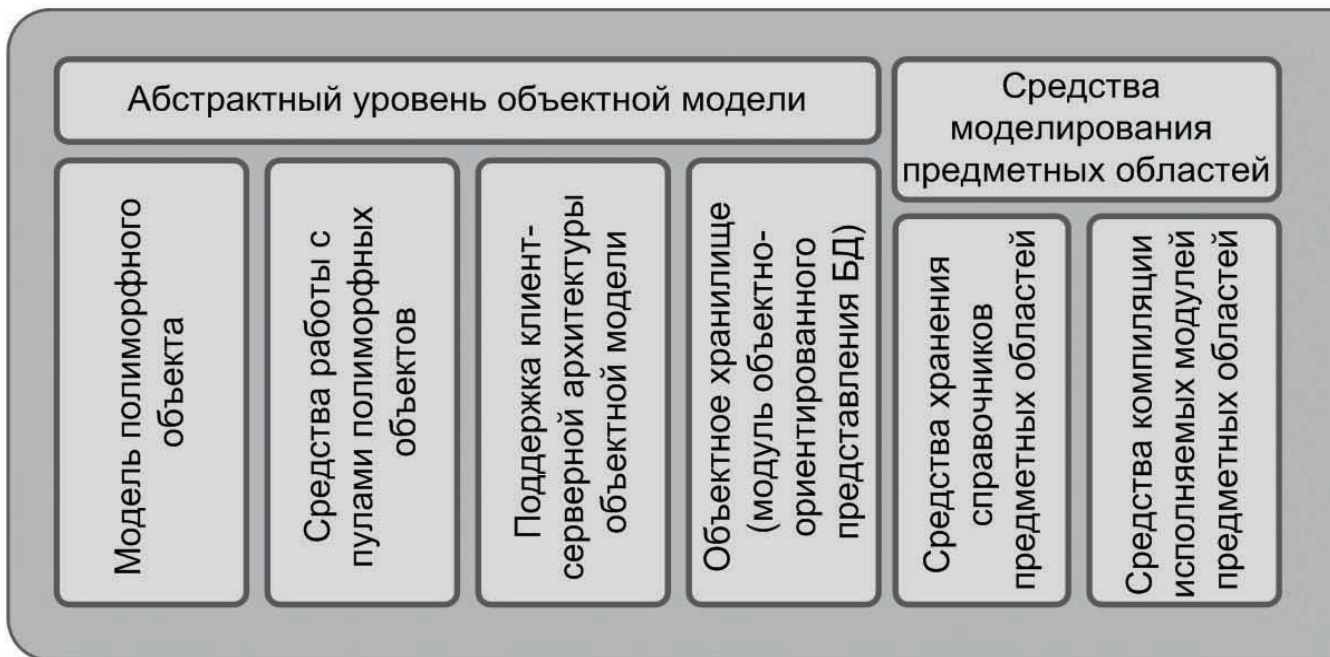 Абстрактный уровень объектной модели
Средства
моделирования
предметных областей
Модель полиморфного
объекта
Средства работы с
пулами полиморфных
объектов
Поддержка клиент-
серверной архитектуры
объектной модели
Объектное хранилище
(модуль объектно-
ориентированного
представления БД)
Средства хранения
справочников
предметных областей
Средства компиляции
исполняемых модулей
предметных областей